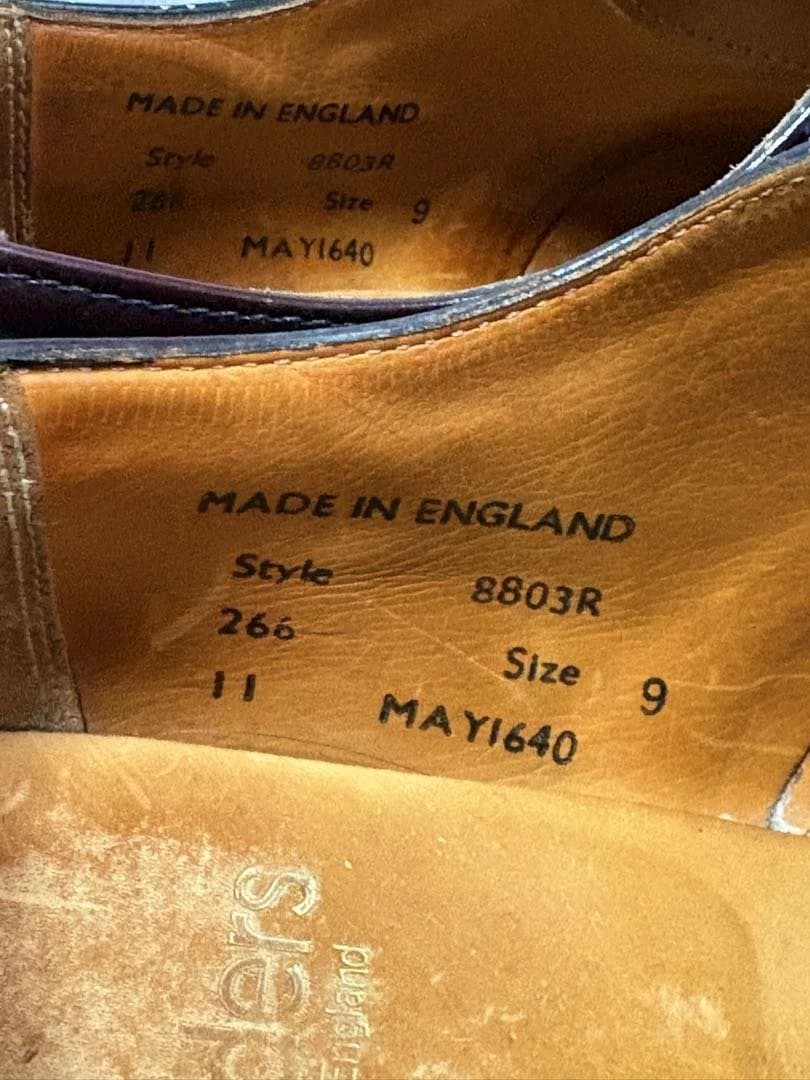 MADE IN ENGLAND
Style 8803R
266 Size 9
11 MAY1640
MADE IN ENGLAND
Style 8803R
266 Size 9
11 MAY1640
ders
England